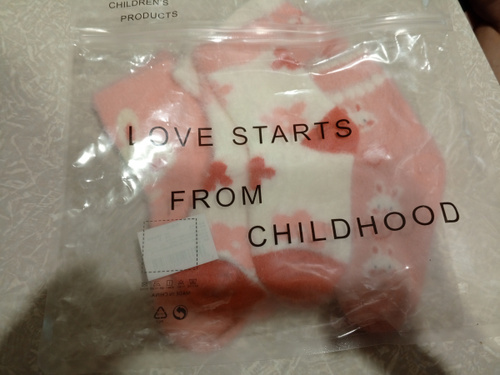 CHILDREN'S
PRODUCTS
LOVE STARTS
FROM
CHILDHOOD